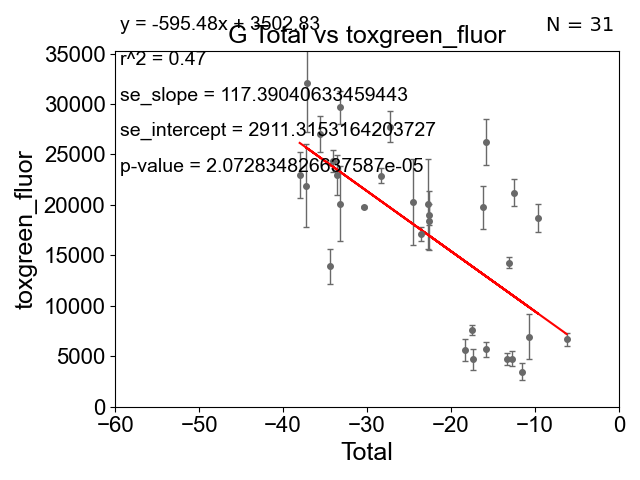 y = -595.48x + 3502.83
N = 31
G Total vs toxgreen_fluor
r^2 = 0.47
se_slope = 117.39040633459443
se_intercept = 2911.3153164203727
p-value = 2.072834826637587e-05
35000
30000
25000
20000
15000
10000
5000
0
toxgreen_fluor
−60 −50 −40 −30 −20 −10 0
Total